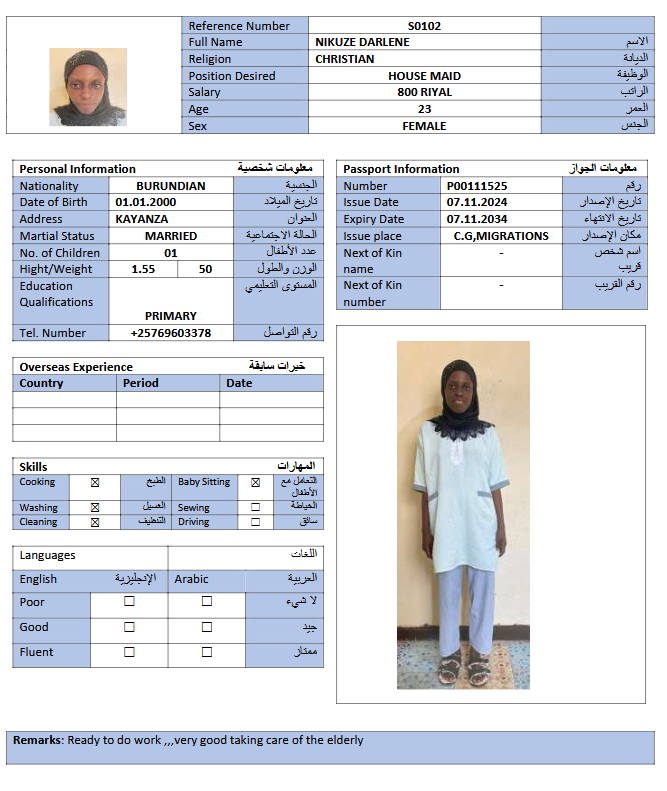 Reference Number S0102
Full Name NIKUZE DARLENE الاسم
Religion CHRISTIAN الديانة
Position Desired HOUSE MAID الوظيفة
Salary 800 RIYAL الراتب
Age 23 العمر
Sex FEMALE الجنس
Personal Information معلومات شخصية
Nationality BURUNDIAN الجنسية
Date of Birth 01.01.2000 تاريخ الميلاد
Address KAYANZA العنوان
Martial Status MARRIED الحالة الاجتماعية
No. of Children 01 عدد الأطفال
Hight/Weight 1.55 50 الوزن والطول
Education المستوى التعليمي
Qualifications
PRIMARY
Tel. Number +25769603378 رقم التواصل
Passport Information معلومات الجواز
Number P00111525 رقم
Issue Date 07.11.2024 تاريخ الإصدار
Expiry Date 07.11.2034 تاريخ الانتهاء
Issue place C.G,MIGRATIONS مكان الإصدار
Next of Kin - اسم شخص
name قريب
Next of Kin - رقم القريب
number
Overseas Experience خبرات سابقة
Country Period Date
Skills المهارات
Cooking ☒ الطبخ Baby Sitting ☒ التعامل مع
الأطفال
Washing ☒ الغسيل Sewing ☐ الخياطة
Cleaning ☒ التنظيف Driving ☐ سائق
Languages اللغات
English الإنجليزية Arabic العربية
Poor ☐ ☐ لا شيء
Good ☐ ☐ جيد
Fluent ☐ ☐ ممتاز
Remarks: Ready to do work ,,,very good taking care of the elderly